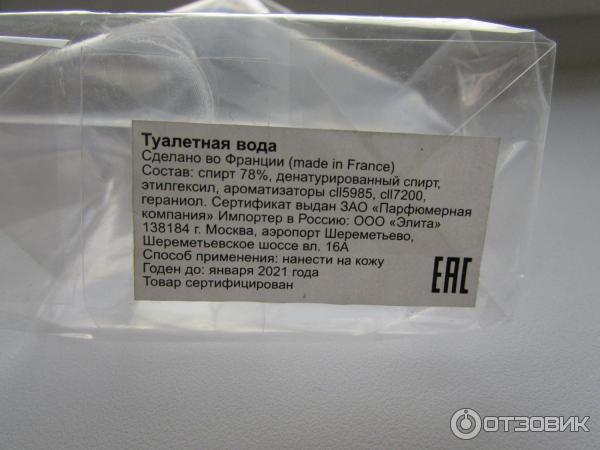 Туалетная вода
Сделано во Франции (made in France)
Состав: спирт 78%, денатурированный спирт,
этилгексил, ароматизаторы cll5985, cll7200,
гераниол. Сертификат выдан ЗАО «Парфюмерная
компания» Импортер в Россию: ООО «Элита»
138184 г. Москва, аэропорт Шереметьево,
Шереметьевское шоссе вл. 16А
Способ применения: нанести на кожу
Годен до: января 2021 года
Товар сертифицирован
EAC
ОТЗОВИК